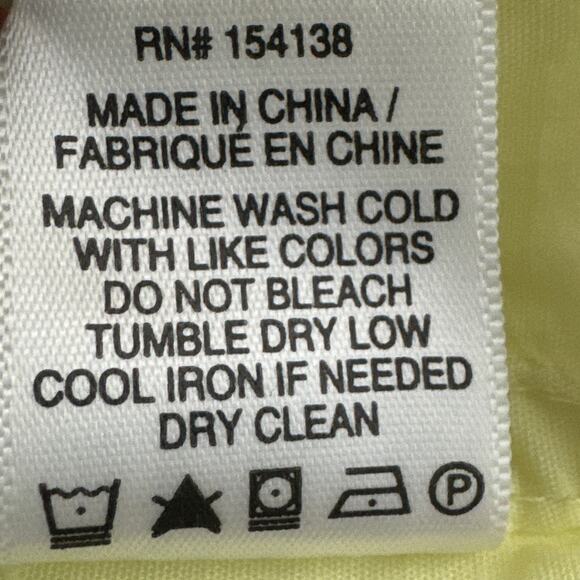 RN# 154138
MADE IN CHINA /
FABRIQUÉ EN CHINE
MACHINE WASH COLD
WITH LIKE COLORS
DO NOT BLEACH
TUMBLE DRY LOW
COOL IRON IF NEEDED
DRY CLEAN
P